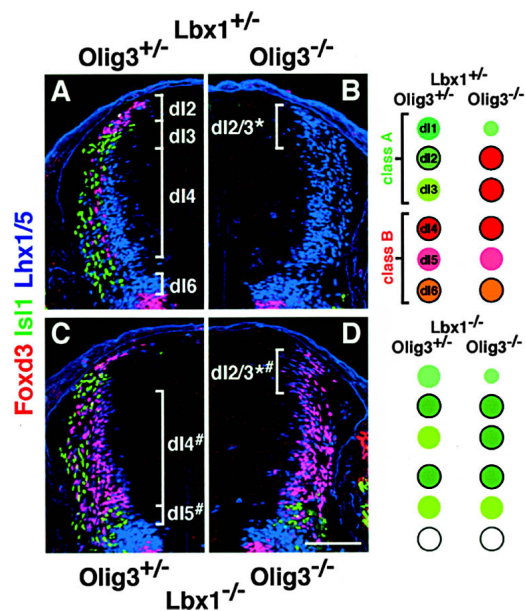 Lbx1+/-
Olig3+/- Olig3-/-
A
dI2
dI3
dI4
dI6
B
dI2/3*
Foxd3 Isl1 Lhx1/5
C
dI4#
dI5#
D
dI2/3*#
Olig3+/- Olig3-/-
Lbx1-/-
Lbx1+/-
Olig3+/- Olig3-/-
class A
dI1
dI2
dI3
class B
dI4
dI5
dI6
Lbx1-/-
Olig3+/- Olig3-/-